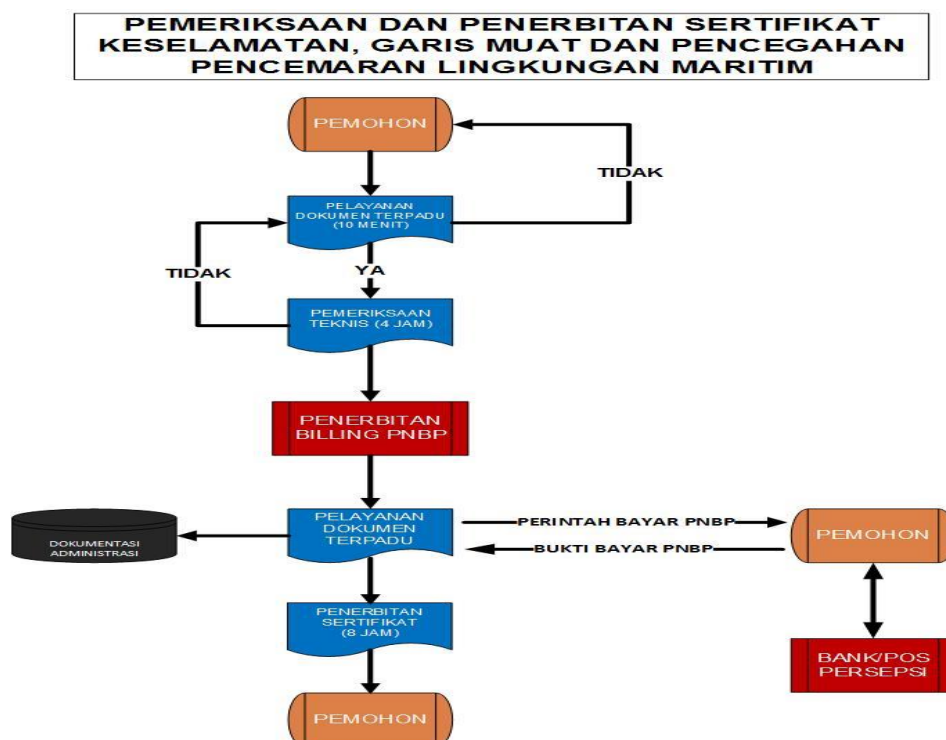 PEMERIKSAAN DAN PENERBITAN SERTIFIKAT
KESELAMATAN, GARIS MUAT DAN PENCEGAHAN
PENCEMARAN LINGKUNGAN MARITIM
PEMOHON
TIDAK
PELAYANAN
DOKUMEN TERPADU
(10 MENIT)
TIDAK
YA
PEMERIKSAAN
TEKNIS (4 JAM)
PENERBITAN
BILLING PNBP
DOKUMENTASI
ADMINISTRASI
PELAYANAN
DOKUMEN
TERPADU
PERINTAH BAYAR PNBP
BUKTI BAYAR PNBP
PEMOHON
PENERBITAN
SERTIFIKAT
(8 JAM)
BANK/POS
PERSEPSI
PEMOHON